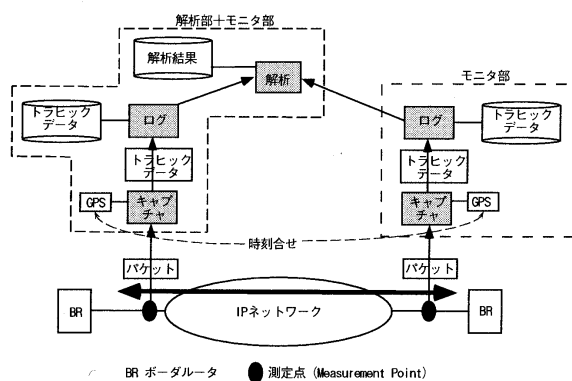 解析部＋モニタ部
解析結果
解析
モニタ部
トラヒック
データ
ログ
ログ
トラヒック
データ
トラヒック
データ
トラヒック
データ
GPS
キャプ
チャ
キャプ
チャ
GPS
時刻合せ
パケット
パケット
BR
IPネットワーク
BR
BR ボーダルータ
測定点 (Measurement Point)